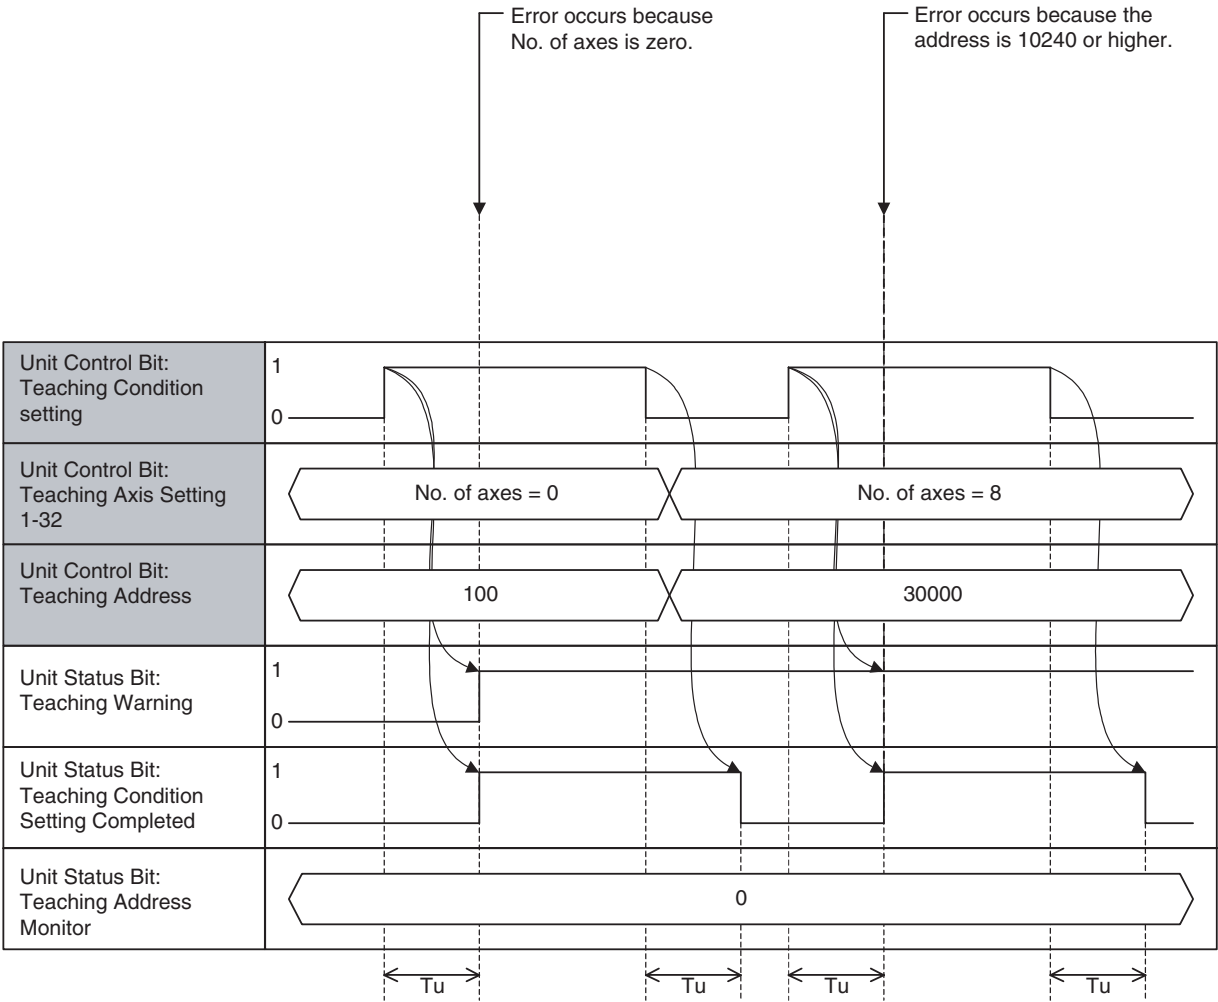 Error occurs because
No. of axes is zero.
Error occurs because the
address is 10240 or higher.
Unit Control Bit:
Teaching Condition
setting
1
0
Unit Control Bit:
Teaching Axis Setting
1-32
No. of axes = 0
No. of axes = 8
Unit Control Bit:
Teaching Address
100
30000
Unit Status Bit:
Teaching Warning
1
0
Unit Status Bit:
Teaching Condition
Setting Completed
1
0
Unit Status Bit:
Teaching Address
Monitor
0
Tu
Tu
Tu
Tu